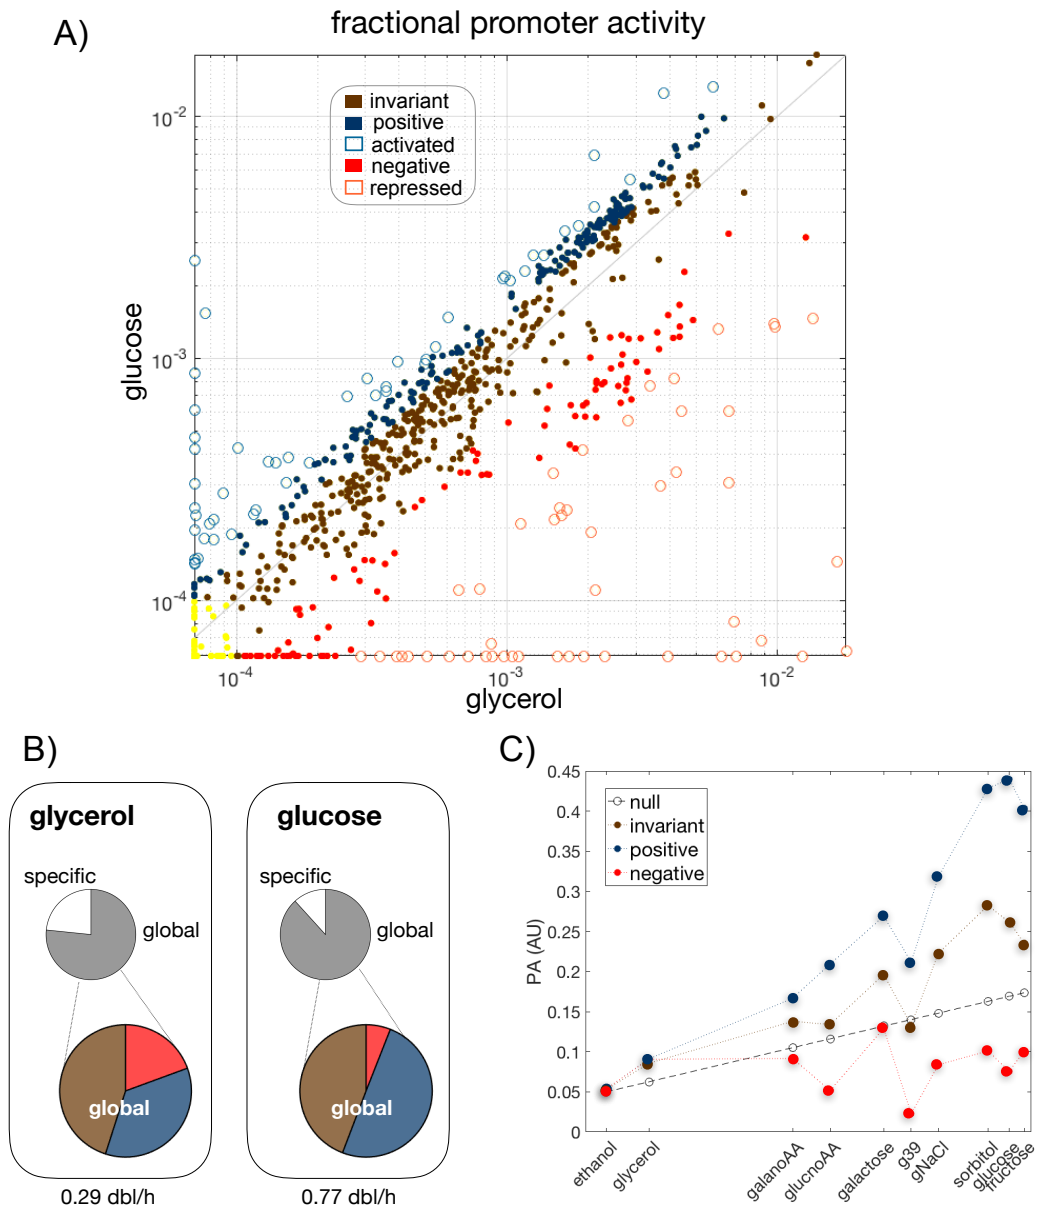 A)
fractional promoter activity
invariant
positive
activated
negative
repressed
10^-2
10^-3
10^-4
glucose
10^-4
10^-3
10^-2
glycerol
B)
glycerol
specific
global
global
0.29 dbl/h
glucose
specific
global
global
0.77 dbl/h
C)
null
invariant
positive
negative
0.45
0.4
0.35
0.3
0.25
0.2
0.15
0.1
0.05
0
PA (AU)
ethanol
glycerol
galanoAA
glucnoAA
galactose
g39
gNaCl
sorbitol
glucose
fructose